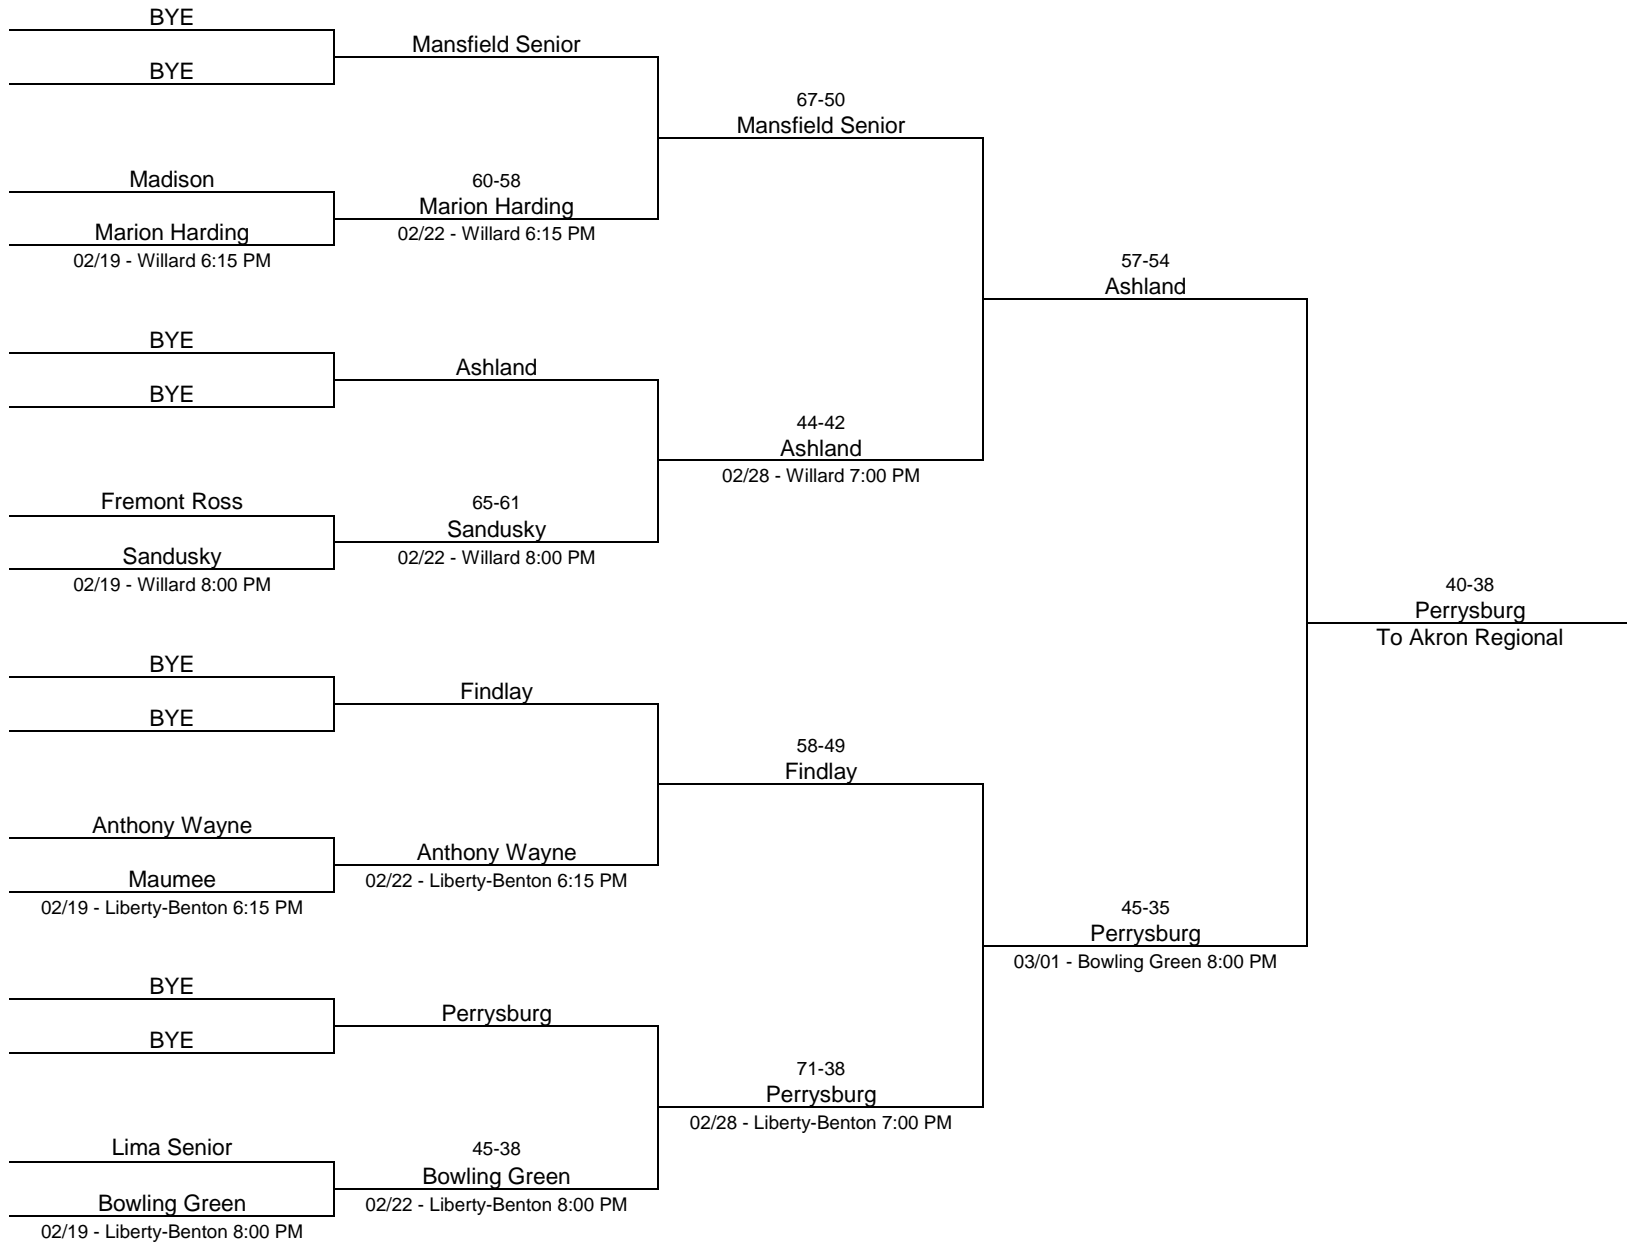 BYE
BYE
Mansfield Senior
Madison
Marion Harding
02/19 - Willard 6:15 PM
60-58
Marion Harding
02/22 - Willard 6:15 PM
67-50
Mansfield Senior
BYE
BYE
Ashland
Fremont Ross
Sandusky
02/19 - Willard 8:00 PM
65-61
Sandusky
02/22 - Willard 8:00 PM
44-42
Ashland
02/28 - Willard 7:00 PM
57-54
Ashland
BYE
BYE
Findlay
Anthony Wayne
Maumee
02/19 - Liberty-Benton 6:15 PM
Anthony Wayne
02/22 - Liberty-Benton 6:15 PM
58-49
Findlay
BYE
BYE
Perrysburg
Lima Senior
Bowling Green
02/19 - Liberty-Benton 8:00 PM
45-38
Bowling Green
02/22 - Liberty-Benton 8:00 PM
71-38
Perrysburg
02/28 - Liberty-Benton 7:00 PM
45-35
Perrysburg
03/01 - Bowling Green 8:00 PM
40-38
Perrysburg
To Akron Regional